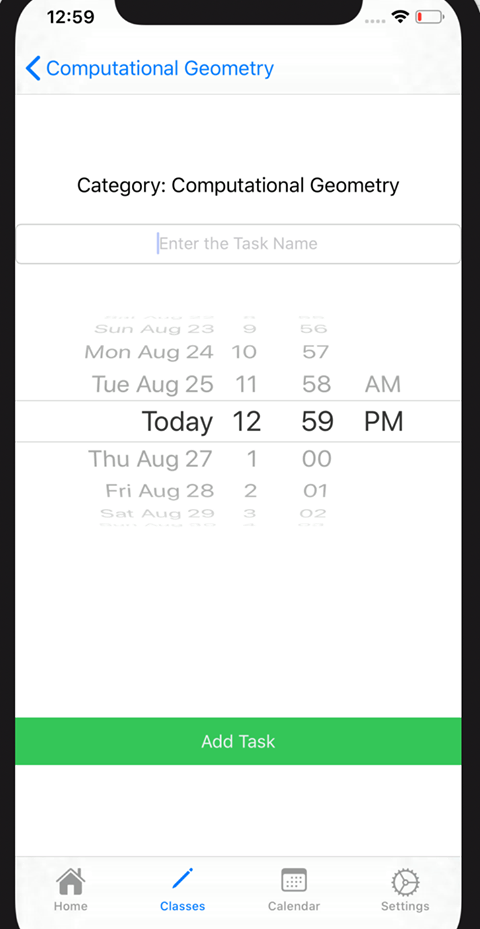 12:59
Computational Geometry
Category: Computational Geometry
Enter the Task Name
Sun Aug 23 9 56
Mon Aug 24 10 57
Tue Aug 25 11 58 AM
Today 12 59 PM
Thu Aug 27 1 00
Fri Aug 28 2 01
Sat Aug 29 3 02
Add Task
Home Classes Calendar Settings